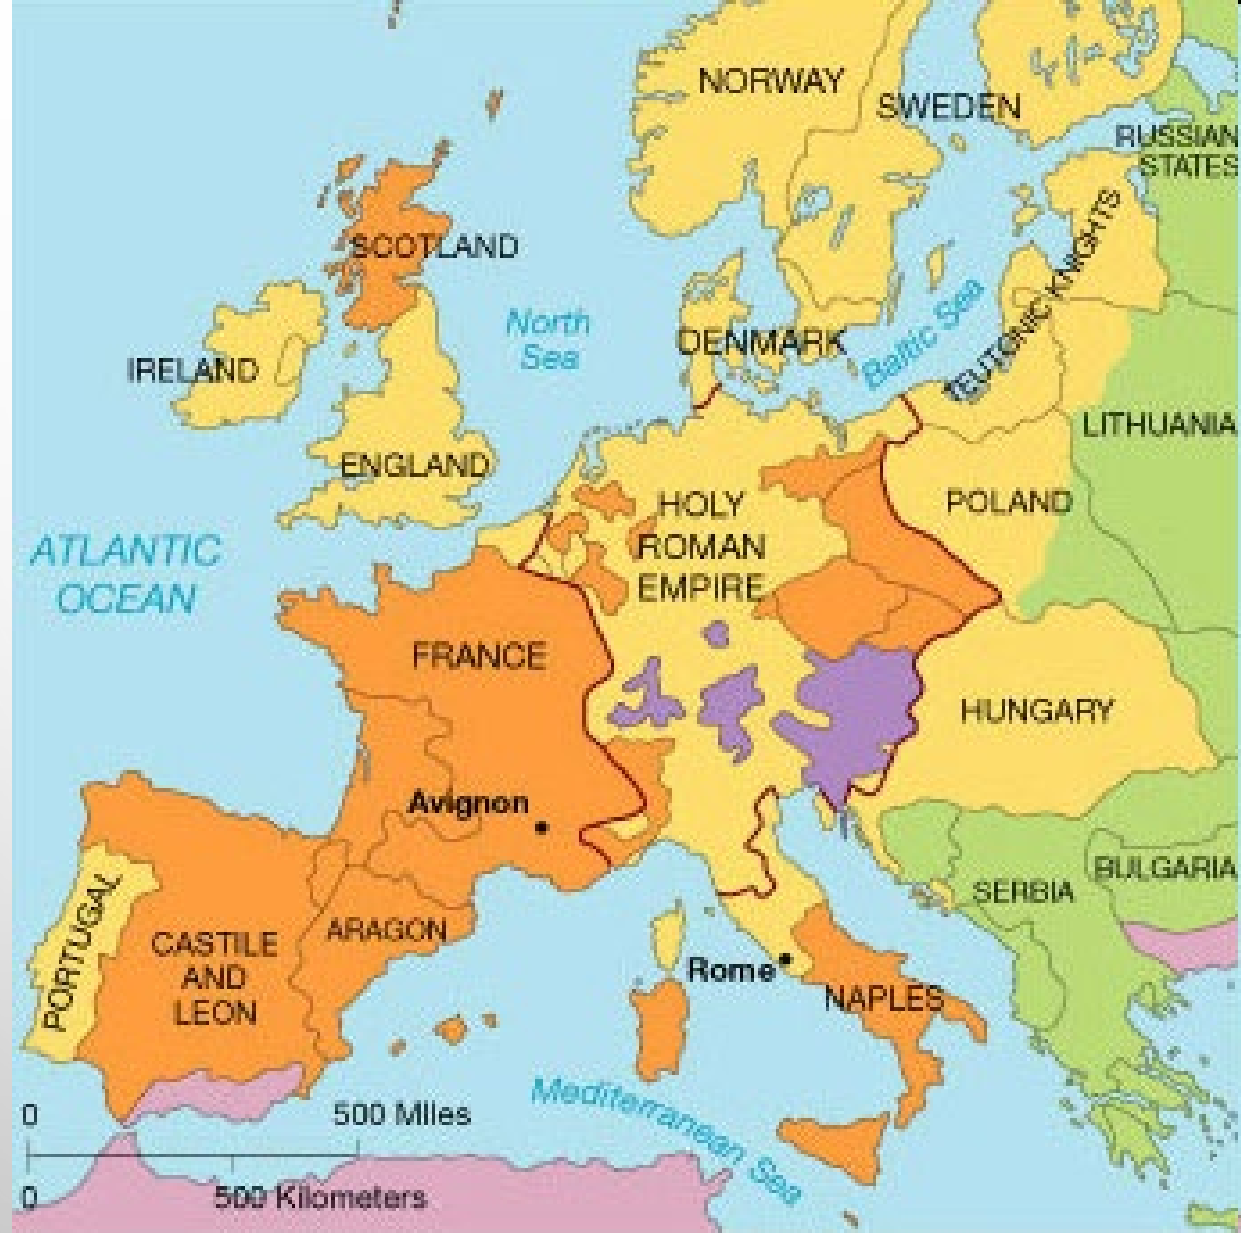 NORWAY
SWEDEN
RUSSIAN
STATES
SCOTLAND
TEUTONIC KNIGHTS
North
Sea
Baltic Sea
DENMARK
IRELAND
LITHUANIA
ENGLAND
HOLY
ROMAN
EMPIRE
POLAND
ATLANTIC
OCEAN
FRANCE
HUNGARY
Avignon
BULGARIA
SERBIA
PORTUGAL
ARAGON
CASTILE
AND
LEON
Rome
NAPLES
Mediterranean Sea
0
500 Miles
0
500 Kilometers